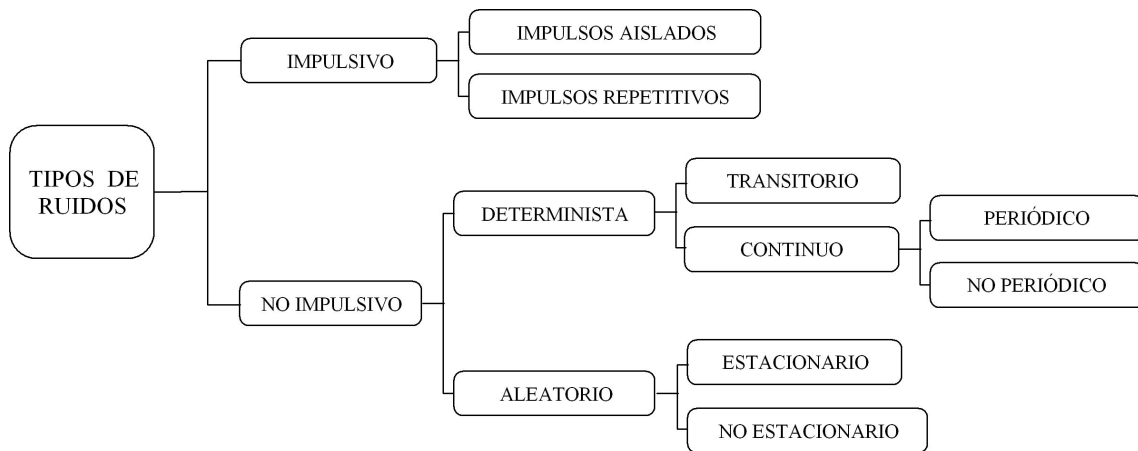 TIPOS DE
RUIDOS
IMPULSIVO
IMPULSOS AISLADOS
IMPULSOS REPETITIVOS
NO IMPULSIVO
DETERMINISTA
TRANSITORIO
CONTINUO
PERIÓDICO
NO PERIÓDICO
ALEATORIO
ESTACIONARIO
NO ESTACIONARIO